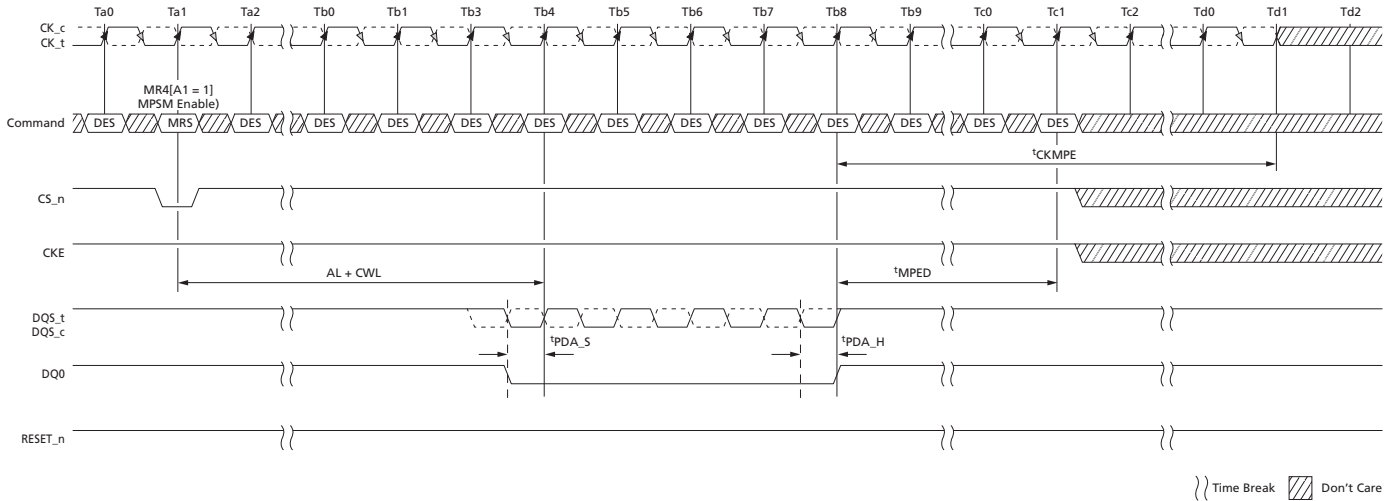 Ta0 Ta1 Ta2 Tb0 Tb1 Tb2 Tb3 Tb4 Tb5 Tb6 Tb7 Tb8 Tb9 Tc0 Tc1 Tc2 Td0 Td1 Td2
CK_c
CK_t
MR4[A1 = 1]
MPSM Enable)
Command DES MRS DES DES DES DES DES DES DES DES DES DES DES DES
tCKMPE
CS_n
CKE
AL + CWL tMPED
DQS_t
DQS_c
tPDA_S tPDA_H
DQ0
RESET_n
Time Break Don't Care